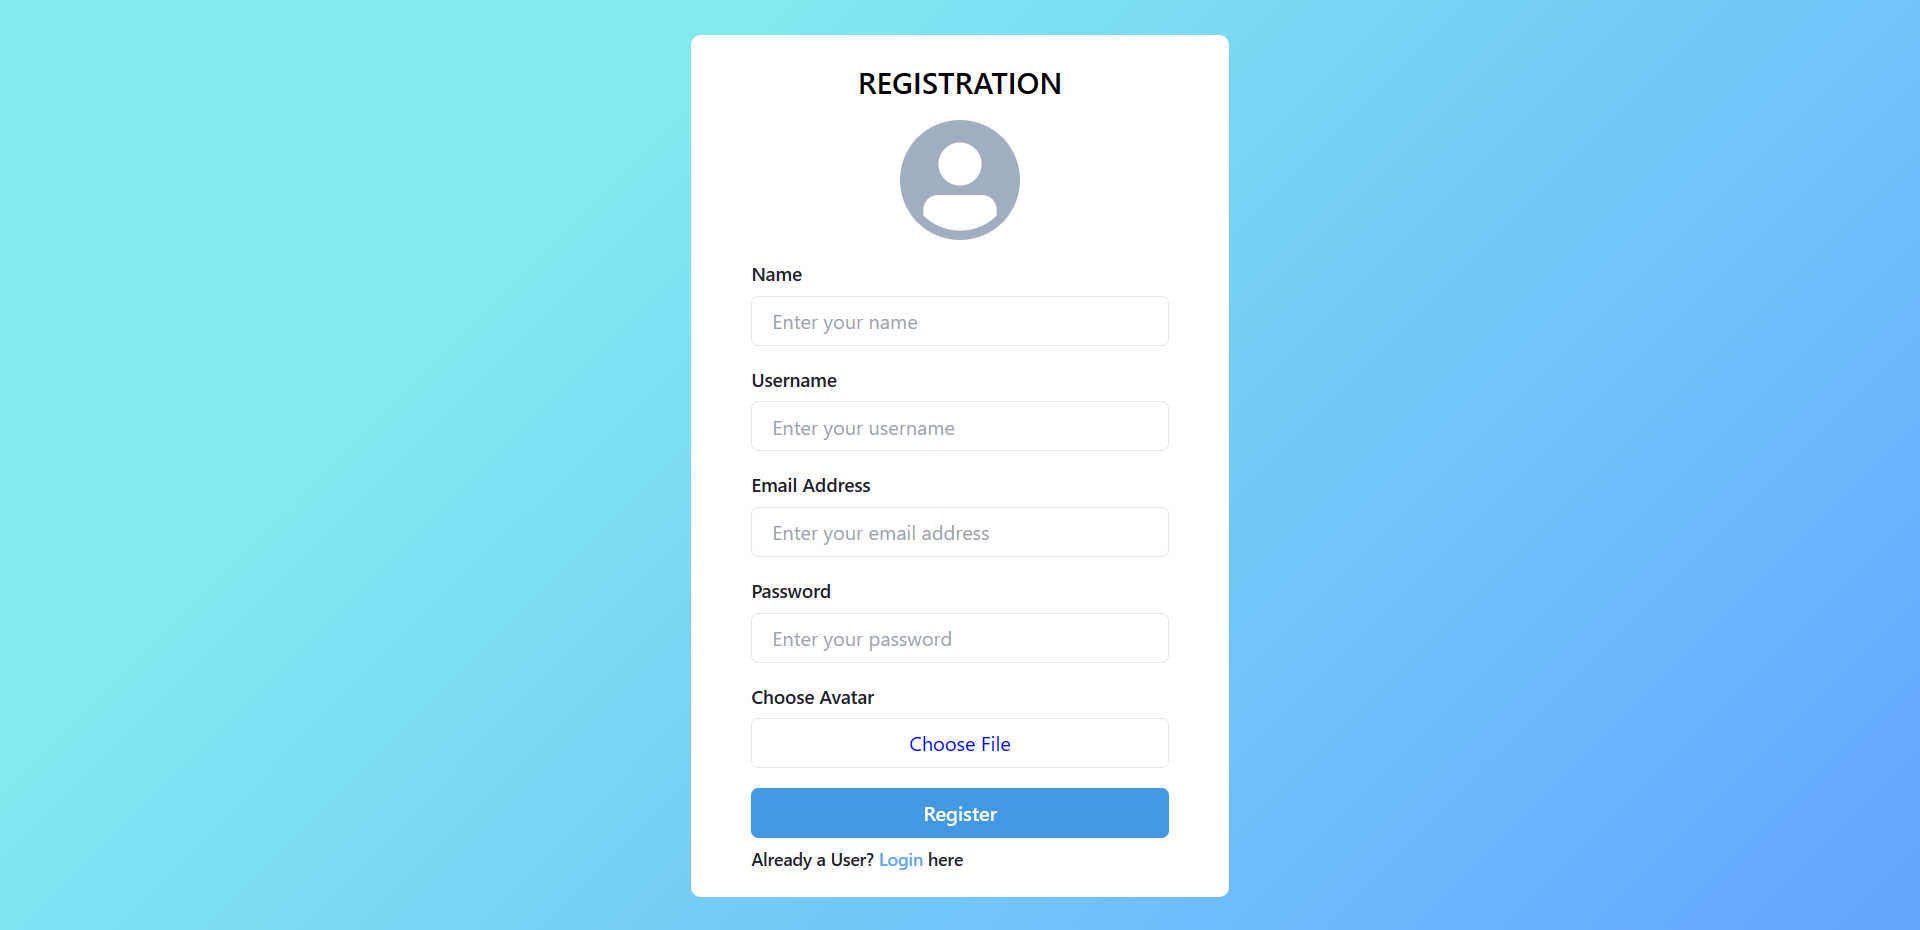 REGISTRATION
Name
Enter your name
Username
Enter your username
Email Address
Enter your email address
Password
Enter your password
Choose Avatar
Choose File
Register
Already a User? Login here